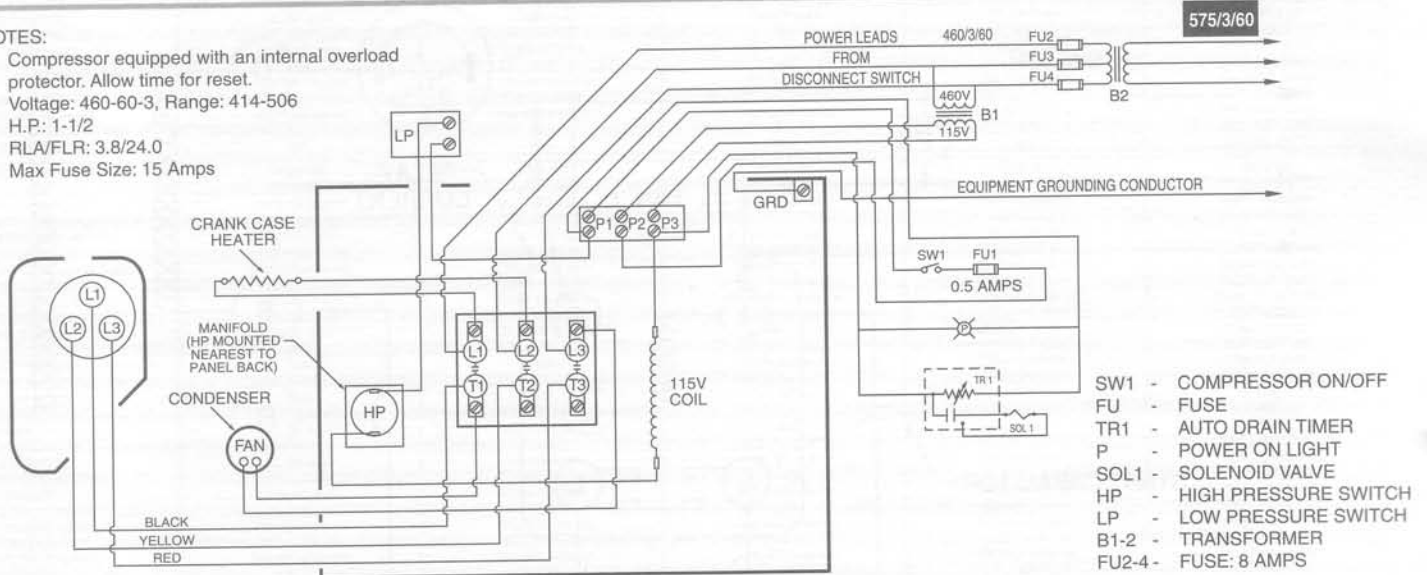 575/3/60
OTES:
Compressor equipped with an internal overload
protector. Allow time for reset.
Voltage: 460-60-3, Range: 414-506
H.P.: 1-1/2
RLA/FLR: 3.8/24.0
Max Fuse Size: 15 Amps
POWER LEADS
FROM
DISCONNECT SWITCH
460/3/60
FU2
FU3
FU4
B2
460V
B1
115V
LP
EQUIPMENT GROUNDING CONDUCTOR
GRD
P1 P2 P3
CRANK CASE
HEATER
SW1 FU1
0.5 AMPS
L1
L2 L3
MANIFOLD
(HP MOUNTED
NEAREST TO
PANEL BACK)
L1 L2 L3
T1 T2 T3
P
115V
COIL
TR 1
SOL 1
CONDENSER
HP
FAN
BLACK
YELLOW
RED
SW1 - COMPRESSOR ON/OFF
FU - FUSE
TR1 - AUTO DRAIN TIMER
P - POWER ON LIGHT
SOL1 - SOLENOID VALVE
HP - HIGH PRESSURE SWITCH
LP - LOW PRESSURE SWITCH
B1-2 - TRANSFORMER
FU2-4 - FUSE: 8 AMPS